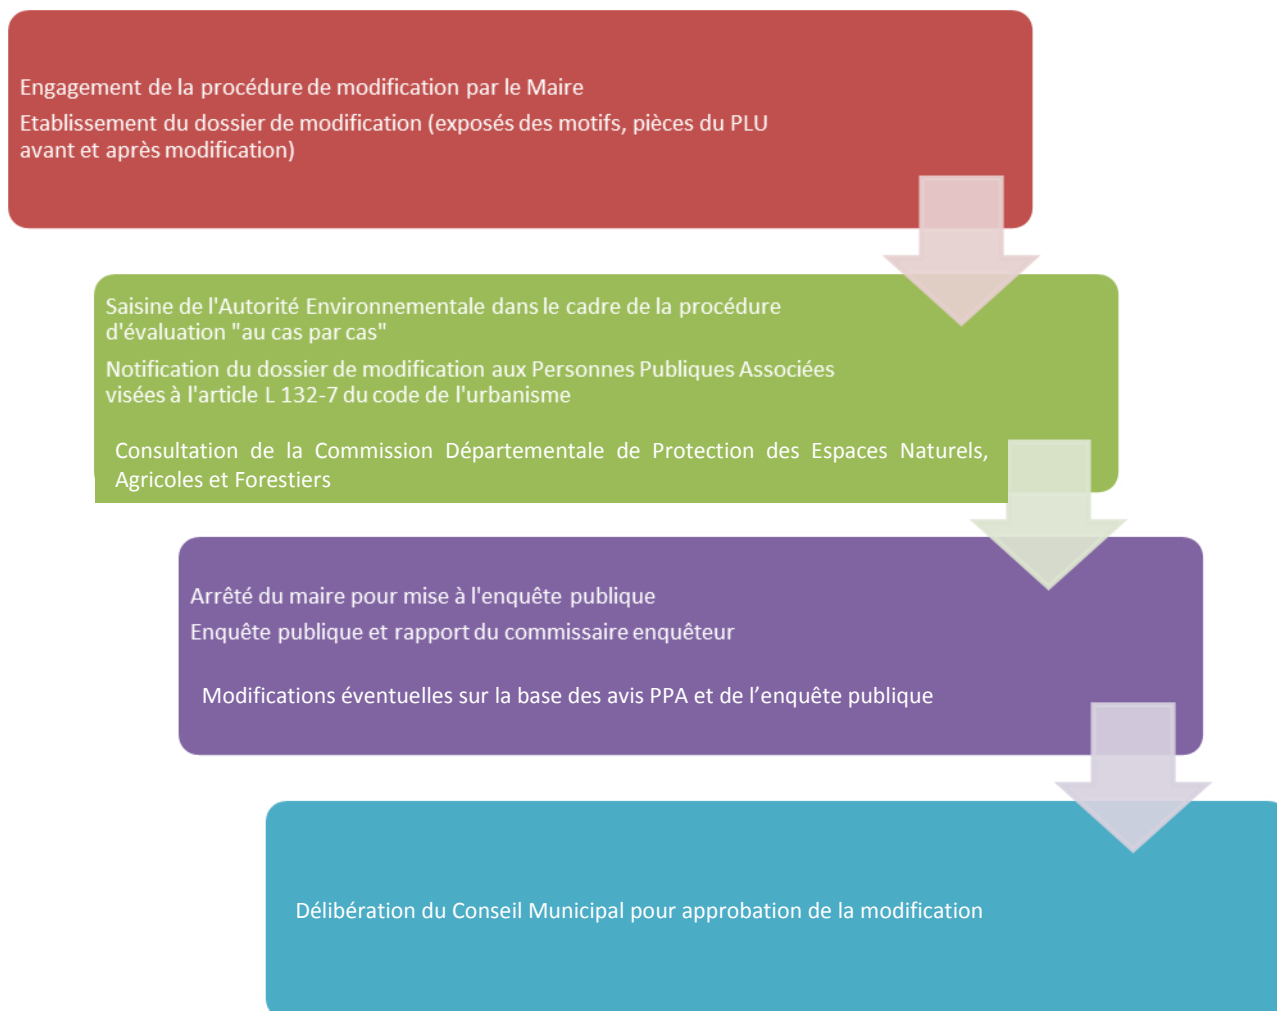 Engagement de la procédure de modification par le Maire
Etablissement du dossier de modification (exposés des motifs, pièces du PLU
avant et après modification)
Saisine de l'Autorité Environnementale dans le cadre de la procédure
d'évaluation "au cas par cas"
Notification du dossier de modification aux Personnes Publiques Associées
visées à l'article L 132-7 du code de l'urbanisme
Consultation de la Commission Départementale de Protection des Espaces Naturels,
Agricoles et Forestiers
Arrêté du maire pour mise à l'enquête publique
Enquête publique et rapport du commissaire enquêteur
Modifications éventuelles sur la base des avis PPA et de l’enquête publique
Délibération du Conseil Municipal pour approbation de la modification